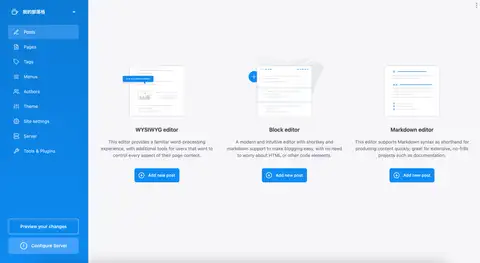 我的部落格
Posts
Pages
Tags
Menus
Authors
Theme
Site settings
Server
Tools & Plugins
Preview your changes
Configure Server
WYSIWYG editor
This editor provides a familiar word-processing
experience, with additional tools for users that want to
control every aspect of their page content.
Add new post
Block editor
A modern and intuitive editor with shortkey and
markdown support to make blogging easy, with no need
to worry about HTML or other code elements.
Add new post
Markdown editor
This editor supports Markdown syntax as shorthand for
producing content quickly, great for extensive, no-frills
projects such as documentation.
Add new post